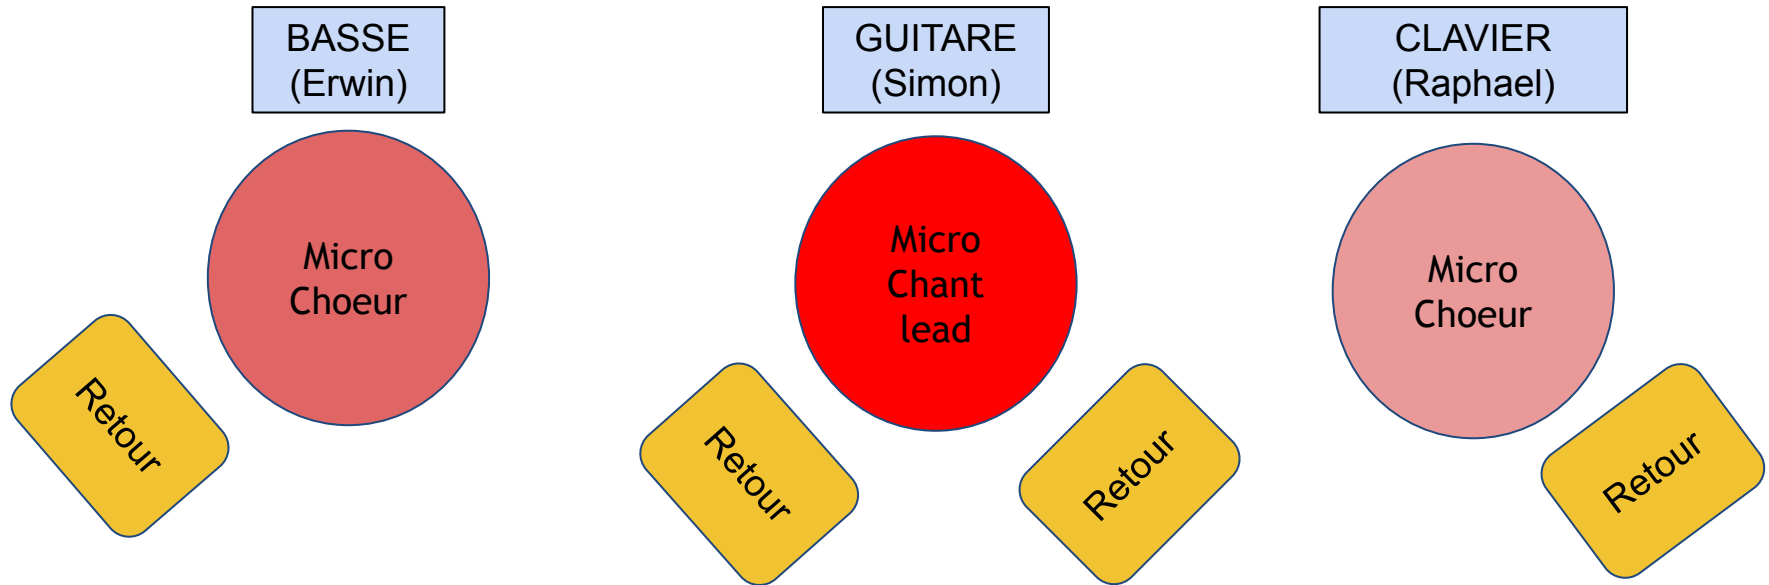 BASSE
(Erwin)
GUITARE
(Simon)
CLAVIER
(Raphael)
Micro
Choeur
Micro
Chant
lead
Micro
Choeur
Retour
Retour
Retour
Retour